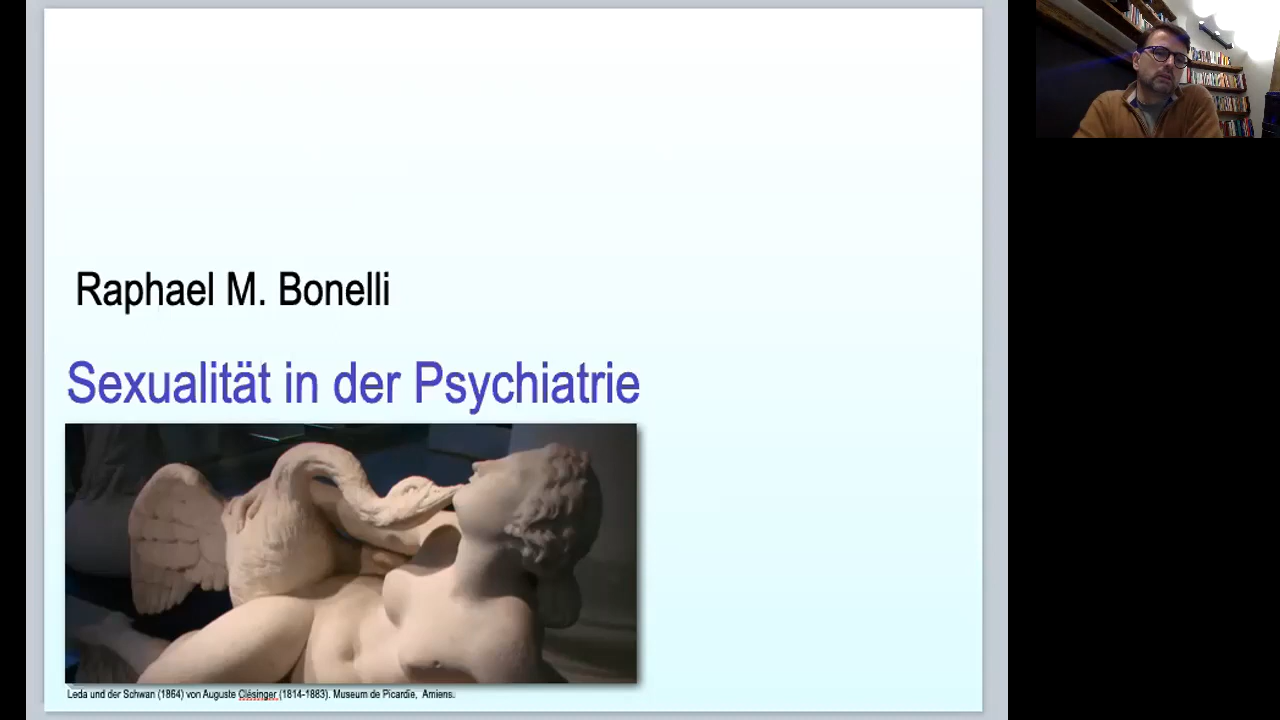 Raphael M. Bonelli
Sexualität in der Psychiatrie
Leda und der Schwan (1864) von Auguste Clésinger (1814-1883). Museum de Picardie, Amiens.